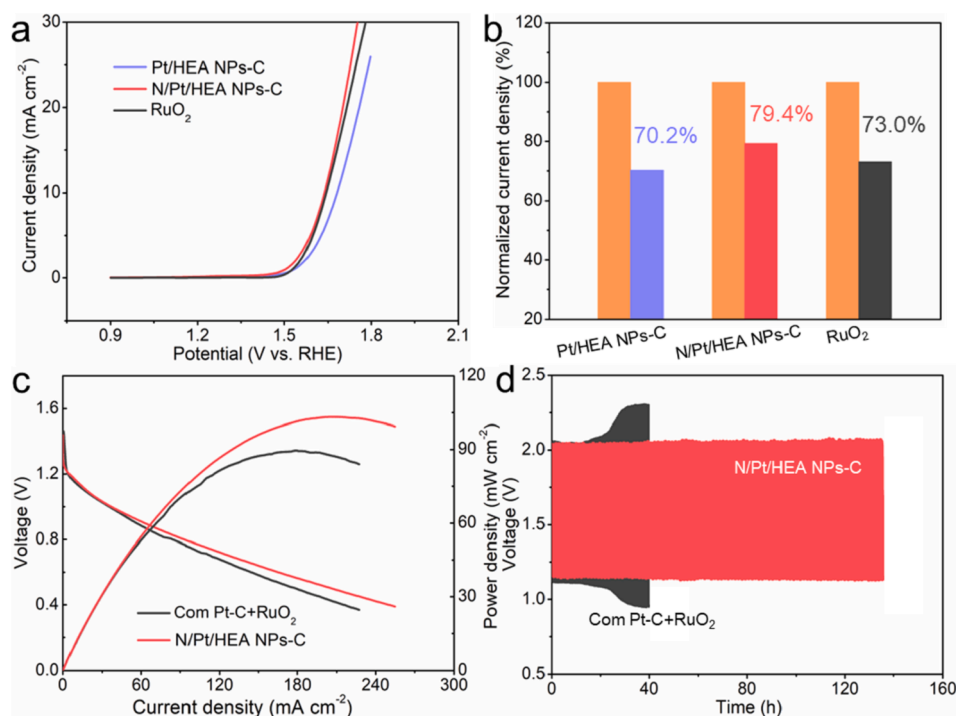 a
Current density (mA cm⁻²)
30
20
10
0
Pt/HEA NPs-C
N/Pt/HEA NPs-C
RuO₂
0.9 1.2 1.5 1.8 2.1
Potential (V vs. RHE)
b
Normalized current density (%)
120
100
80
60
40
20
70.2%
79.4%
73.0%
Pt/HEA NPs-C
N/Pt/HEA NPs-C
RuO₂
c
Voltage (V)
1.6
1.2
0.8
0.4
0.0
Com Pt-C+RuO₂
N/Pt/HEA NPs-C
0 60 120 180 240 300
Current density (mA cm⁻²)
120
90
60
30
0
Power density (mW cm⁻²)
d
Voltage (V)
2.5
2.0
1.5
1.0
0.5
N/Pt/HEA NPs-C
Com Pt-C+RuO₂
0 40 80 120 160
Time (h)